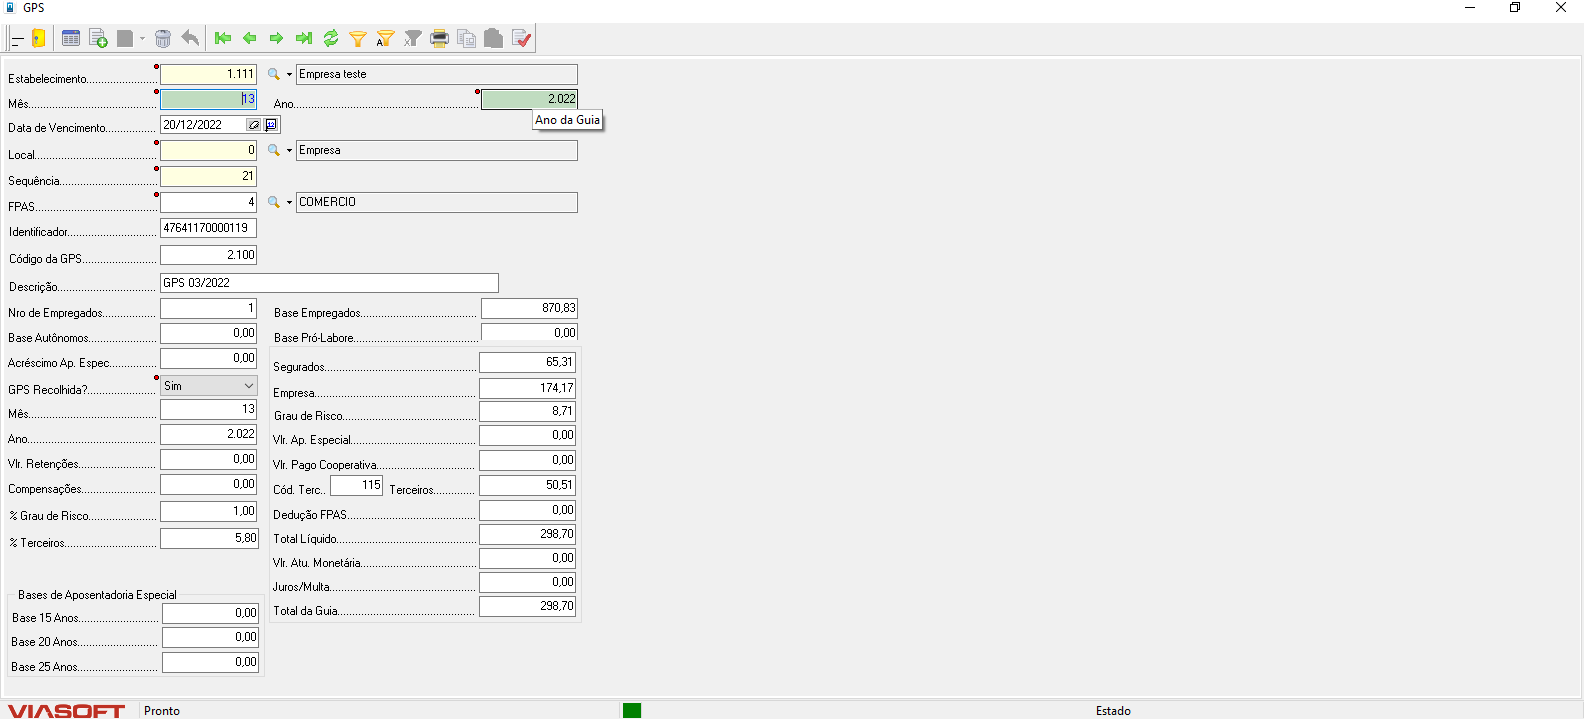 GPS
Estabelecimento 1.111 Empresa teste
Mês 13 Ano 2.022
Ano da Guia
Data de Vencimento 20/12/2022
Local 0 Empresa
Sequência 21
FPAS 4 COMERCIO
Identificador 47641170000119
Código da GPS 2.100
Descrição GPS 03/2022
Nro de Empregados 1 Base Empregados 870,83
Base Autônomos 0,00 Base Pró-Labore 0,00
Acréscimo Ap. Espec 0,00 Segurados 65,31
GPS Recolhida? Sim Empresa 174,17
Mês 13 Grau de Risco 8,71
Ano 2.022 Vlr. Ap. Especial 0,00
Vlr. Retenções 0,00 Vlr. Pago Cooperativa 0,00
Compensações 0,00 Cód. Terc.. 115 Terceiros 50,51
% Grau de Risco 1,00 Dedução FPAS 0,00
% Terceiros 5,80 Total Líquido 298,70
Vlr. Atu. Monetária 0,00
Juros/Multa 0,00
Bases de Aposentadoria Especial
Total da Guia 298,70
Base 15 Anos 0,00
Base 20 Anos 0,00
Base 25 Anos 0,00
VIASOFT Pronto Estado